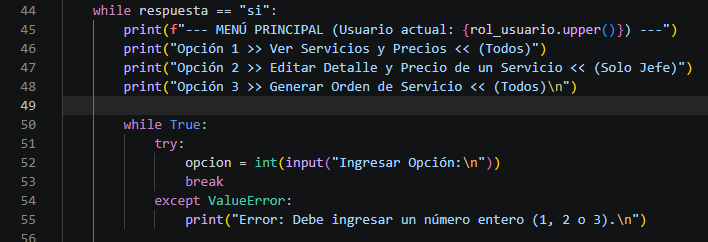 44 while respuesta == "si":
45 print(f"--- MENÚ PRINCIPAL (Usuario actual: {rol_usuario.upper()}) ---")
46 print("Opción 1 >> Ver Servicios y Precios << (Todos)")
47 print("Opción 2 >> Editar Detalle y Precio de un Servicio << (Solo Jefe)")
48 print("Opción 3 >> Generar Orden de Servicio << (Todos)\n")
49
50 while True:
51 try:
52 opcion = int(input("Ingresar Opción:\n"))
53 break
54 except ValueError:
55 print("Error: Debe ingresar un número entero (1, 2 o 3).\n")
56